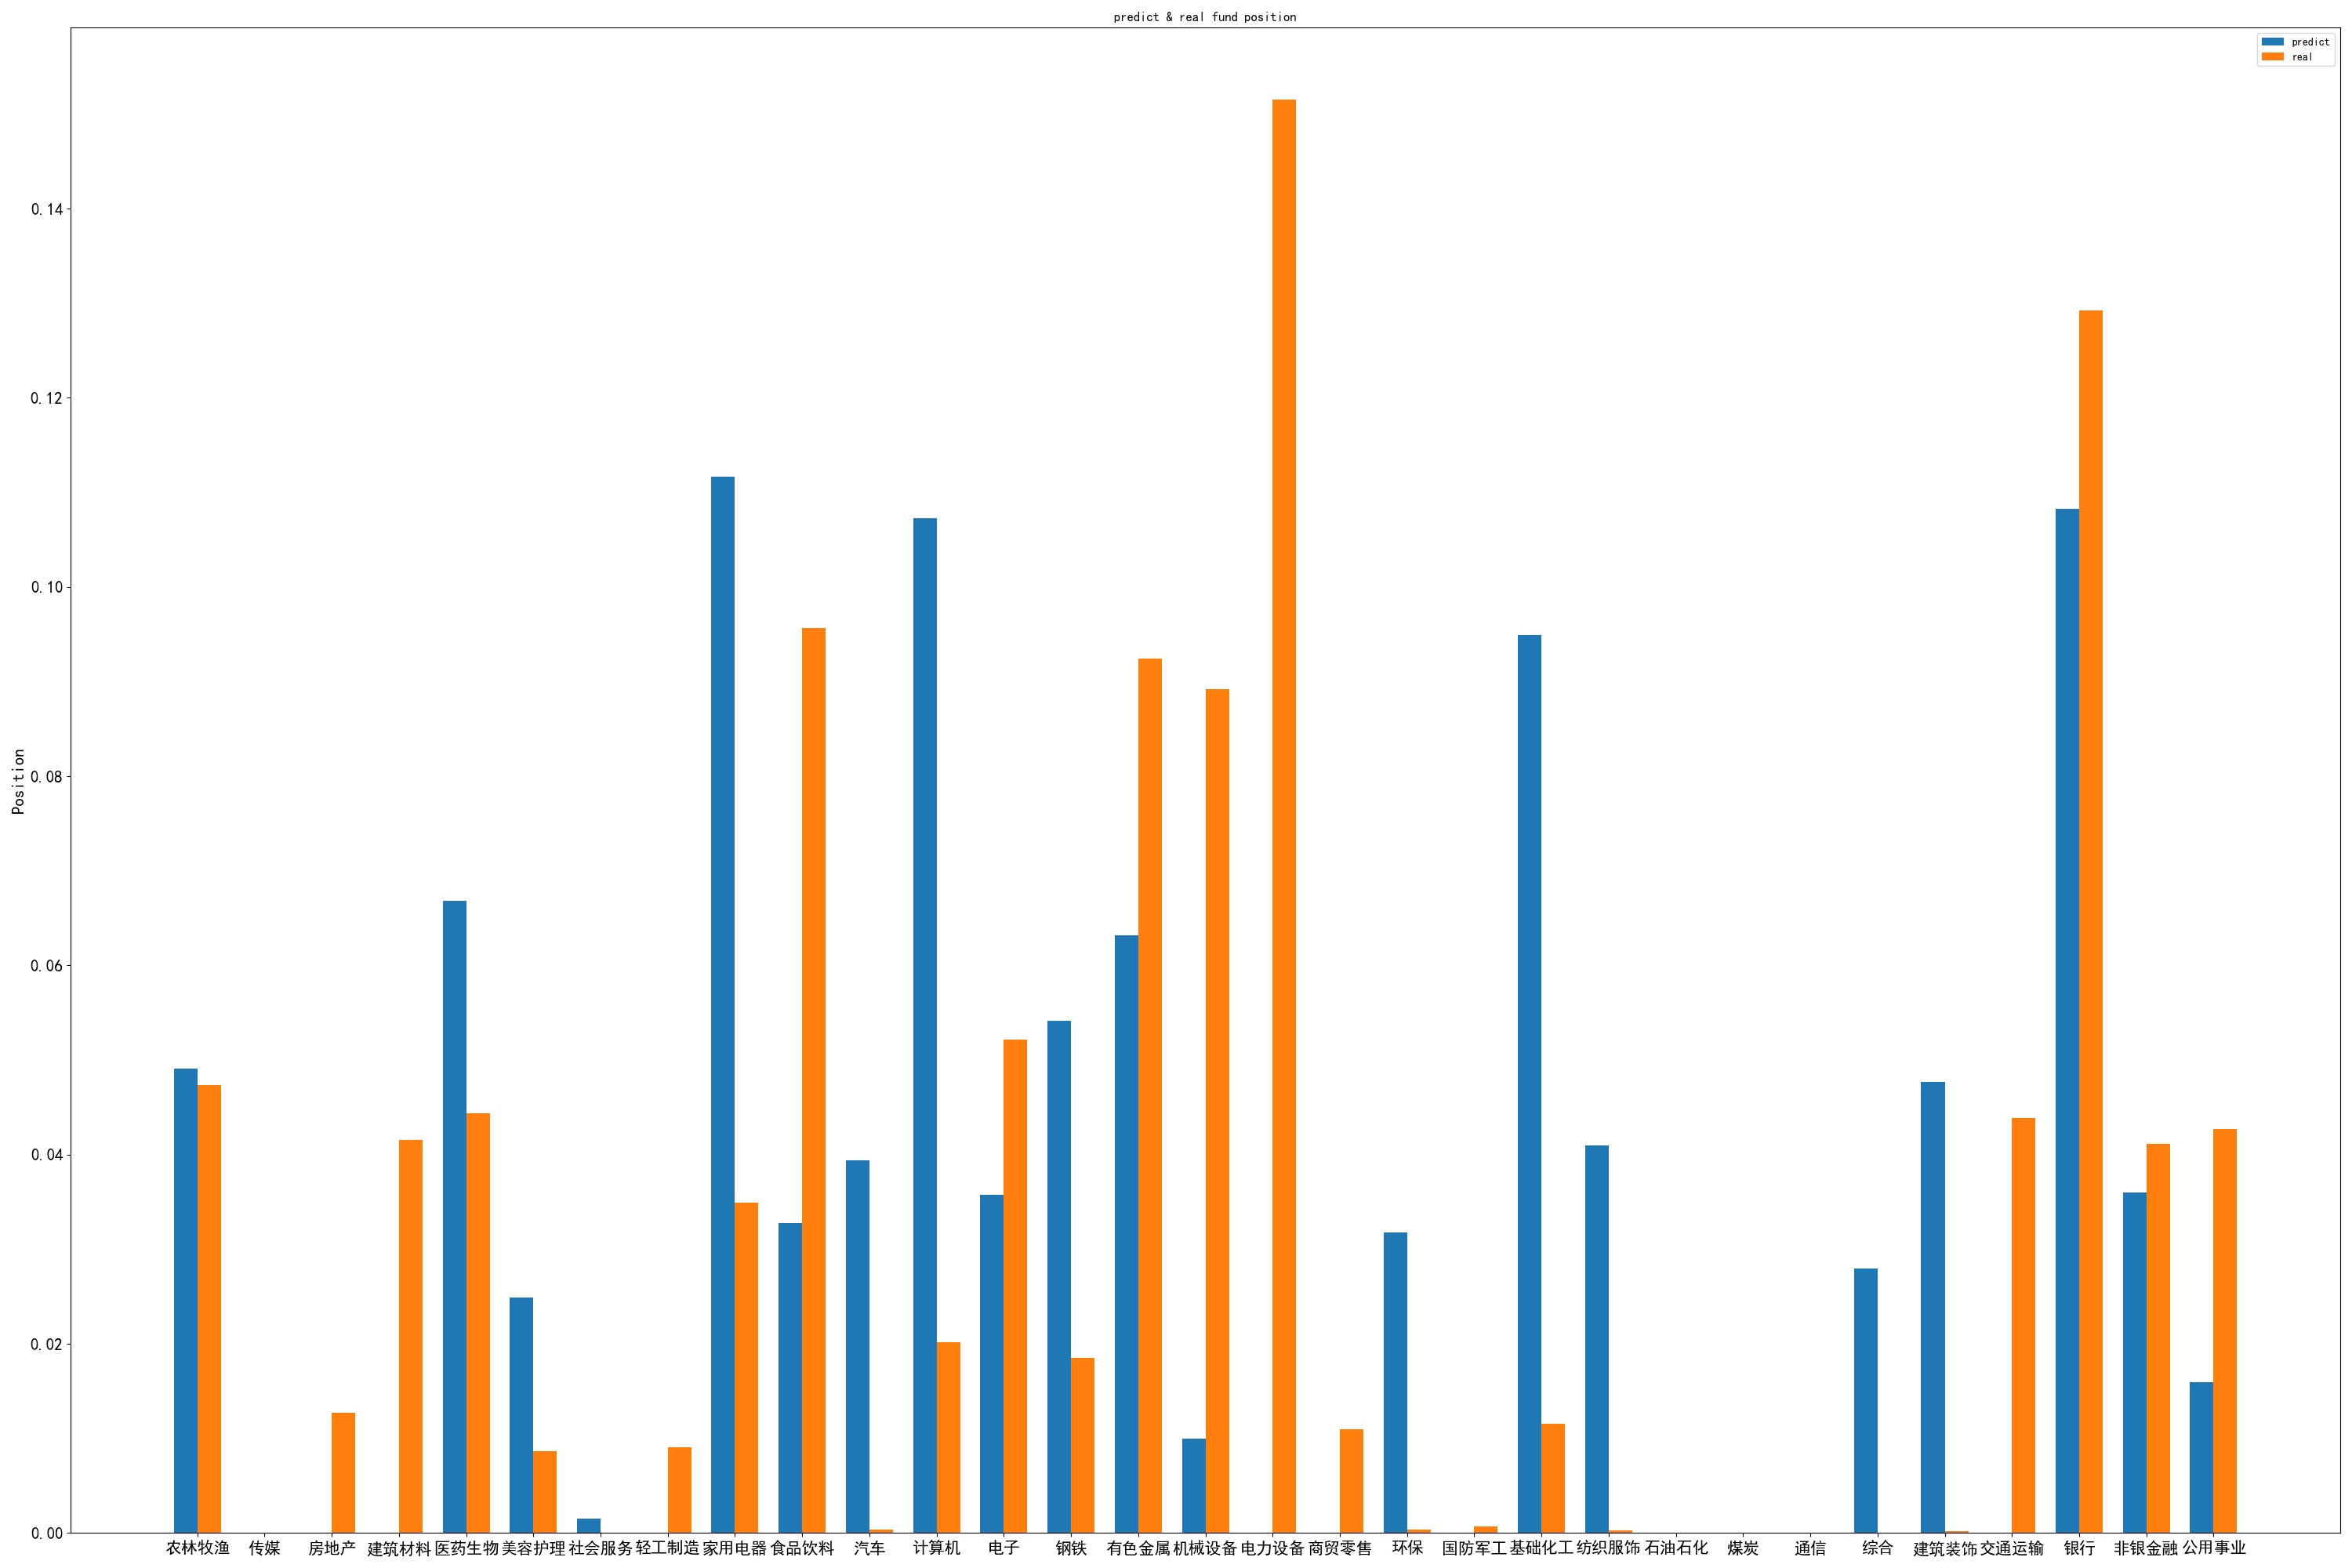 predict & real fund position
predict
real
Position
0.14
0.12
0.10
0.08
0.06
0.04
0.02
0.00
农林牧渔 传媒 房地产 建筑材料 医药生物 美容护理 社会服务 轻工制造 家用电器 食品饮料 汽车 计算机 电子 钢铁 有色金属 机械设备 电力设备 商贸零售 环保 国防军工 基础化工 纺织服饰 石油石化 煤炭 通信 综合 建筑装饰 交通运输 银行 非银金融 公用事业